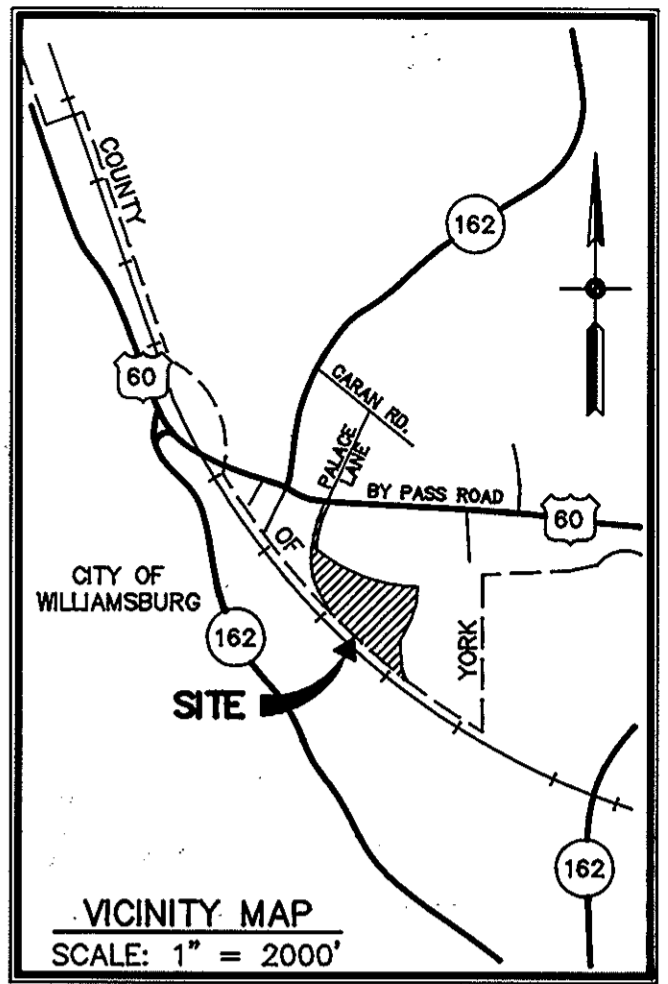 COUNTY
162
60
CARAN RD.
PALACE
LANE
BY PASS ROAD
60
OF
CITY OF
WILLIAMSBURG
162
YORK
SITE
162
VICINITY MAP
SCALE: 1" = 2000'